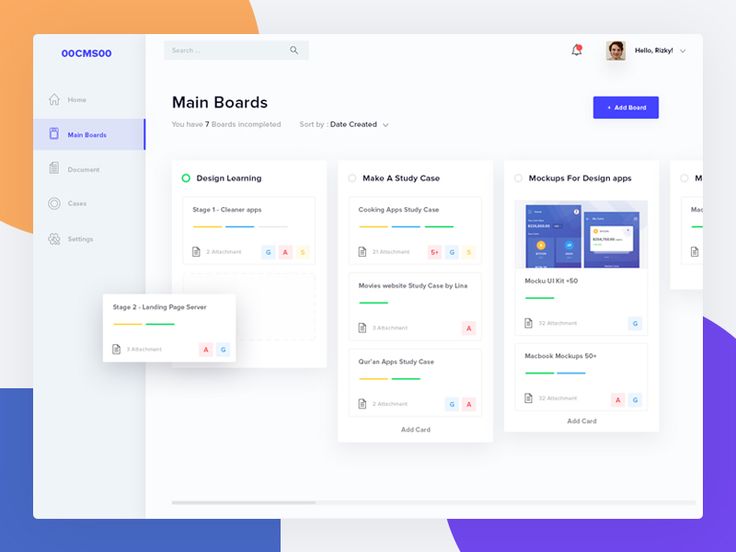 00CMS00
Search ...
Hello, Rizky!
Home
Main Boards
Document
Cases
Settings
Main Boards
You have 7 Boards incompleted
Sort by : Date Created
+ Add Board
Design Learning
Stage 1 - Cleaner apps
2 Attachment
G A S
Stage 2 - Landing Page Server
3 Attachment
A G
Make A Study Case
Cooking Apps Study Case
21 Attachment
5+ G S
Movies website Study Case by Lina
3 Attachment
A
Qur'an Apps Study Case
2 Attachment
G A
Add Card
Mockups For Design apps
Mocku UI Kit +50
32 Attachment
G
Macbook Mockups 50+
32 Attachment
A G
Add Card
M
Mac